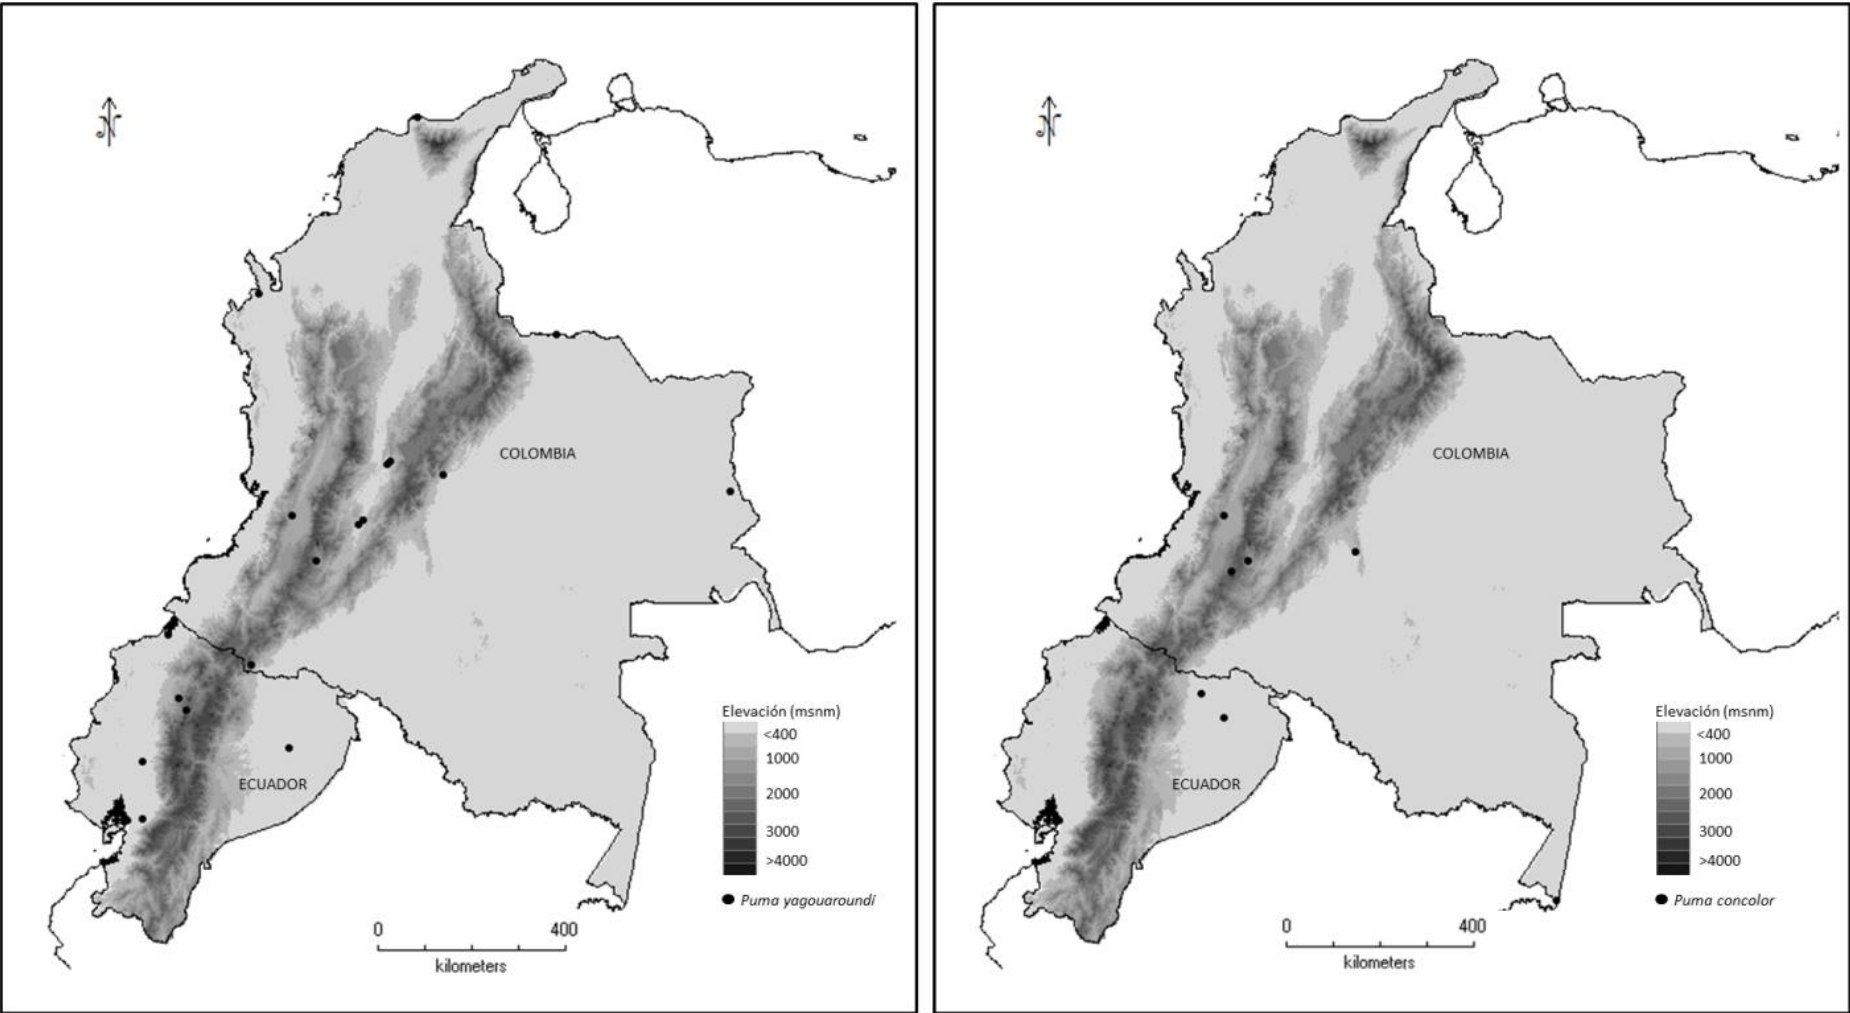 N
COLOMBIA
ECUADOR
Elevación (msnm)
<400
1000
2000
3000
>4000
Puma yagouaroundi
0 400
kilometers
N
COLOMBIA
ECUADOR
Elevación (msnm)
<400
1000
2000
3000
>4000
Puma concolor
0 400
kilometers